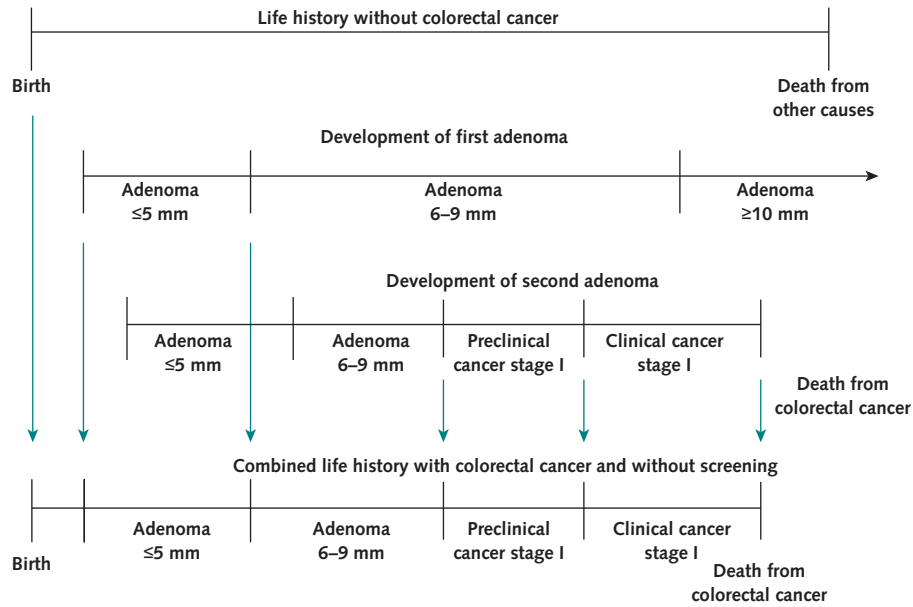 Life history without colorectal cancer
Birth
Death from
other causes
Development of first adenoma
Adenoma
≤5 mm
Adenoma
6–9 mm
Adenoma
≥10 mm
Development of second adenoma
Adenoma
≤5 mm
Adenoma
6–9 mm
Preclinical
cancer stage I
Clinical cancer
stage I
Death from
colorectal cancer
Combined life history with colorectal cancer and without screening
Birth
Adenoma
≤5 mm
Adenoma
6–9 mm
Preclinical
cancer stage I
Clinical cancer
stage I
Death from
colorectal cancer